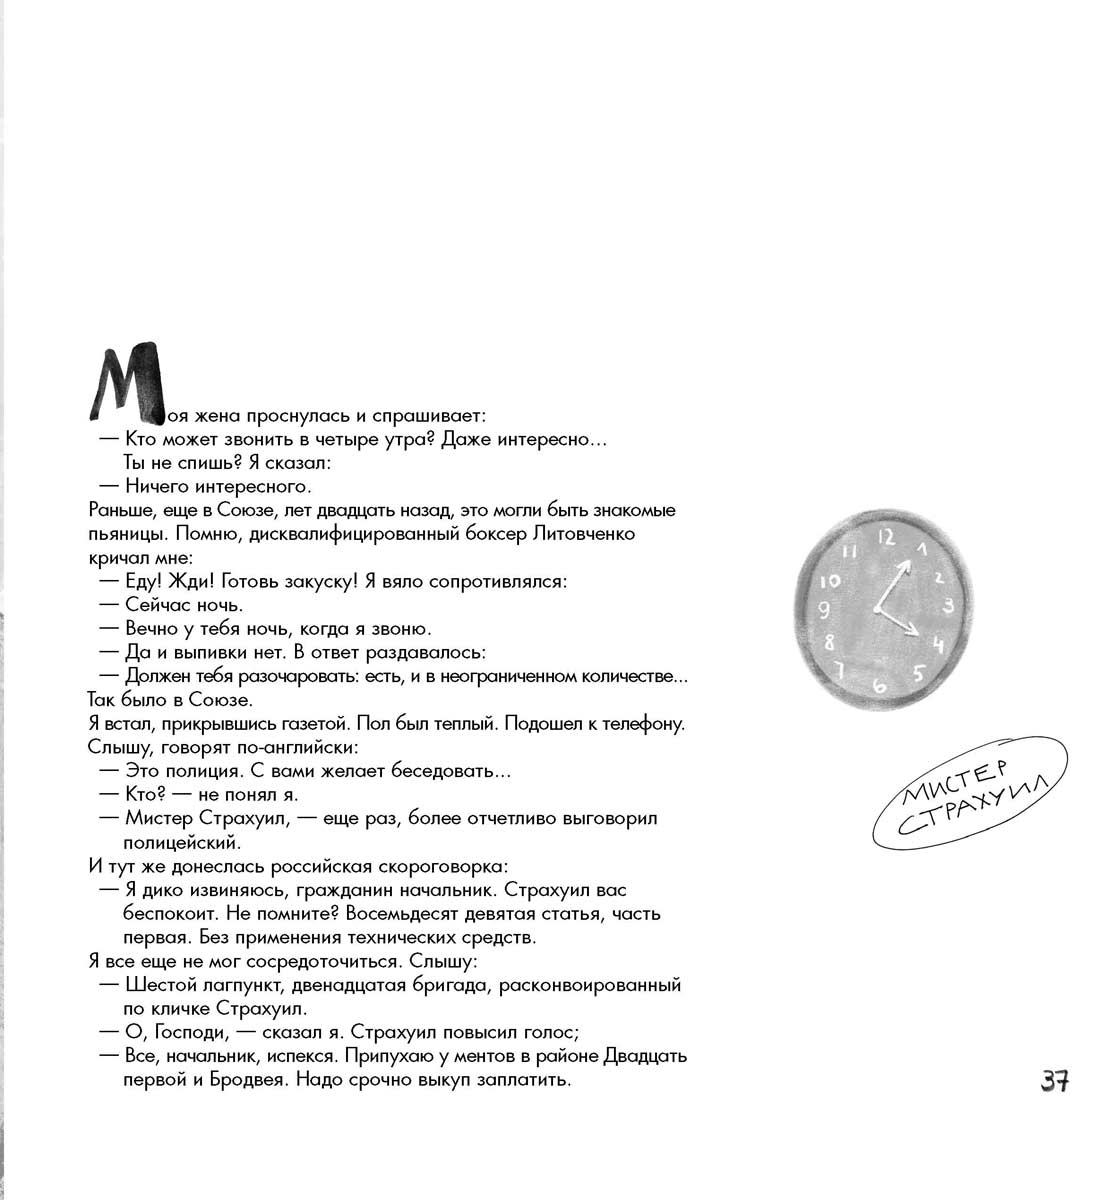 Моя жена проснулась и спрашивает:
— Кто может звонить в четыре утра? Даже интересно...
Ты не спишь? Я сказал:
— Ничего интересного.
Раньше, еще в Союзе, лет двадцать назад, это могли быть знакомые
пьяницы. Помню, дисквалифицированный боксер Литовченко
кричал мне:
— Еду! Жди! Готовь закуску! Я вяло сопротивлялся:
— Сейчас ночь.
— Вечно у тебя ночь, когда я звоню.
— Да и выпивки нет. В ответ раздавалось:
— Должен тебя разочаровать: есть, и в неограниченном количестве...
Так было в Союзе.
Я встал, прикрывшись газетой. Пол был теплый. Подошел к телефону.
Слышу, говорят по-английски:
— Это полиция. С вами желает беседовать...
— Кто? — не понял я.
— Мистер Страхуил, — еще раз, более отчетливо выговорил
полицейский.
И тут же донеслась российская скороговорка:
— Я дико извиняюсь, гражданин начальник. Страхуил вас
беспокоит. Не помните? Восемьдесят девятая статья, часть
первая. Без применения технических средств.
Я все еще не мог сосредоточиться. Слышу:
— Шестой лагпункт, двенадцатая бригада, расконвоированный
по кличке Страхуил.
— О, Господи, — сказал я. Страхуил повысил голос;
— Все, начальник, испекся. Припухаю у ментов в районе Двадцать
первой и Бродвея. Надо срочно выкуп заплатить.
12
1
2
3
4
5
6
7
8
9
10
11
МИСТЕР
СТРАХУИЛ
37